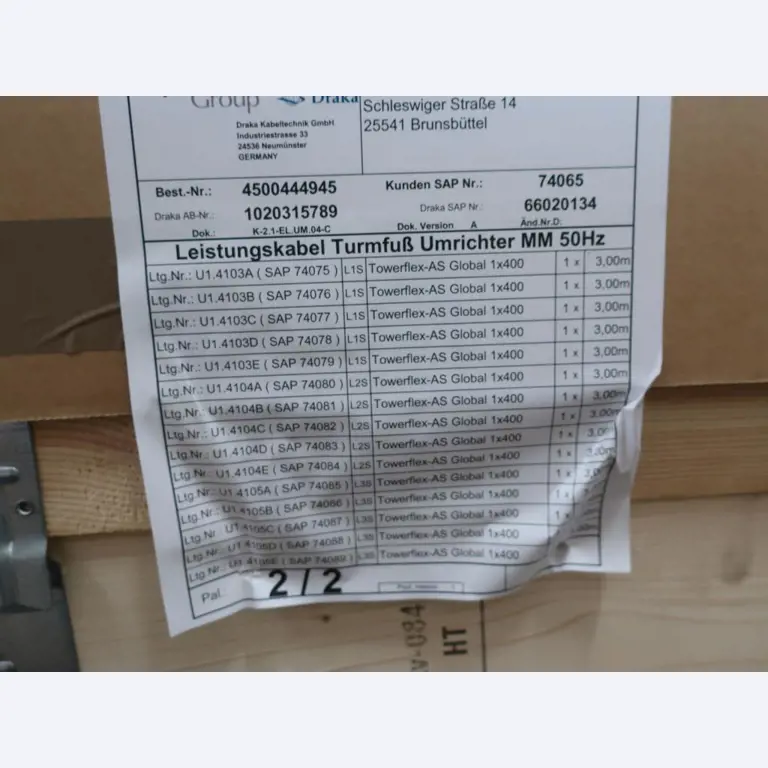 Group Draka
Schleswiger Straße 14
25541 Brunsbüttel
Draka Kabeltechnik GmbH
Industriestrasse 33
24536 Neumünster
GERMANY
Best.-Nr.: 4500444945 Kunden SAP Nr.: 74065
Draka AB-Nr.: 1020315789 Draka SAP Nr.: 66020134
Dok.: K-2.1-EL.UM.04-C Dok. Version A Änd.Nr.D:
Leistungskabel Turmfuß Umrichter MM 50Hz
Ltg.Nr.: U1.4103A ( SAP 74075 ) L1S Towerflex-AS Global 1x400 1 x 3,00m
Ltg.Nr.: U1.4103B ( SAP 74076 ) L1S Towerflex-AS Global 1x400 1 x 3,00m
Ltg.Nr.: U1.4103C ( SAP 74077 ) L1S Towerflex-AS Global 1x400 1 x 3,00m
Ltg.Nr.: U1.4103D ( SAP 74078 ) L1S Towerflex-AS Global 1x400 1 x 3,00m
Ltg.Nr.: U1.4103E ( SAP 74079 ) L1S Towerflex-AS Global 1x400 1 x 3,00m
Ltg.Nr.: U1.4104A ( SAP 74080 ) L2S Towerflex-AS Global 1x400 1 x 3,00m
Ltg.Nr.: U1.4104B ( SAP 74081 ) L2S Towerflex-AS Global 1x400 1 x 3,00m
Ltg.Nr.: U1.4104C ( SAP 74082 ) L2S Towerflex-AS Global 1x400 1 x 3,00m
Ltg.Nr.: U1.4104D ( SAP 74083 ) L2S Towerflex-AS Global 1x400 1 x
Ltg.Nr.: U1.4104E ( SAP 74084 ) L2S Towerflex-AS Global 1x400 1 x 3,00m
Ltg.Nr.: U1.4105A ( SAP 74085 ) L3S Towerflex-AS Global 1x400 1 x
Ltg.Nr.: U1.4105B ( SAP 74086 ) L3S Towerflex-AS Global 1x400 1 x
Ltg.Nr.: U1.4105C ( SAP 74087 ) L3S Towerflex-AS Global 1x400 1
Ltg.Nr.: U1.4105D ( SAP 74088 ) L3S Towerflex-AS Global 1x400
Ltg.Nr.: U1.4105E ( SAP 74089 ) L3S Towerflex-AS Global 1x400
Pal.: 2 / 2
HT